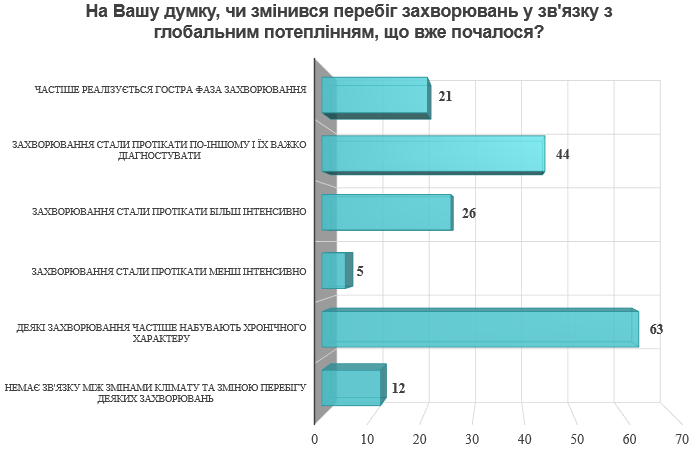 На Вашу думку, чи змінився перебіг захворювань у зв'язку з
глобальним потеплінням, що вже почалося?
ЧАСТІШЕ РЕАЛІЗУЄТЬСЯ ГОСТРА ФАЗА ЗАХВОРЮВАННЯ
21
ЗАХВОРЮВАННЯ СТАЛИ ПРОТІКАТИ ПО-ІНШОМУ І ЇХ ВАЖКО
ДІАГНОСТУВАТИ
44
ЗАХВОРЮВАННЯ СТАЛИ ПРОТІКАТИ БІЛЬШ ІНТЕНСИВНО
26
ЗАХВОРЮВАННЯ СТАЛИ ПРОТІКАТИ МЕНШ ІНТЕНСИВНО
5
ДЕЯКІ ЗАХВОРЮВАННЯ ЧАСТІШЕ НАБУВАЮТЬ ХРОНІЧНОГО
ХАРАКТЕРУ
63
НЕМАЄ ЗВ'ЯЗКУ МІЖ ЗМІНАМИ КЛІМАТУ ТА ЗМІНОЮ ПЕРЕБІГУ
ДЕЯКИХ ЗАХВОРЮВАНЬ
12
0 10 20 30 40 50 60 70